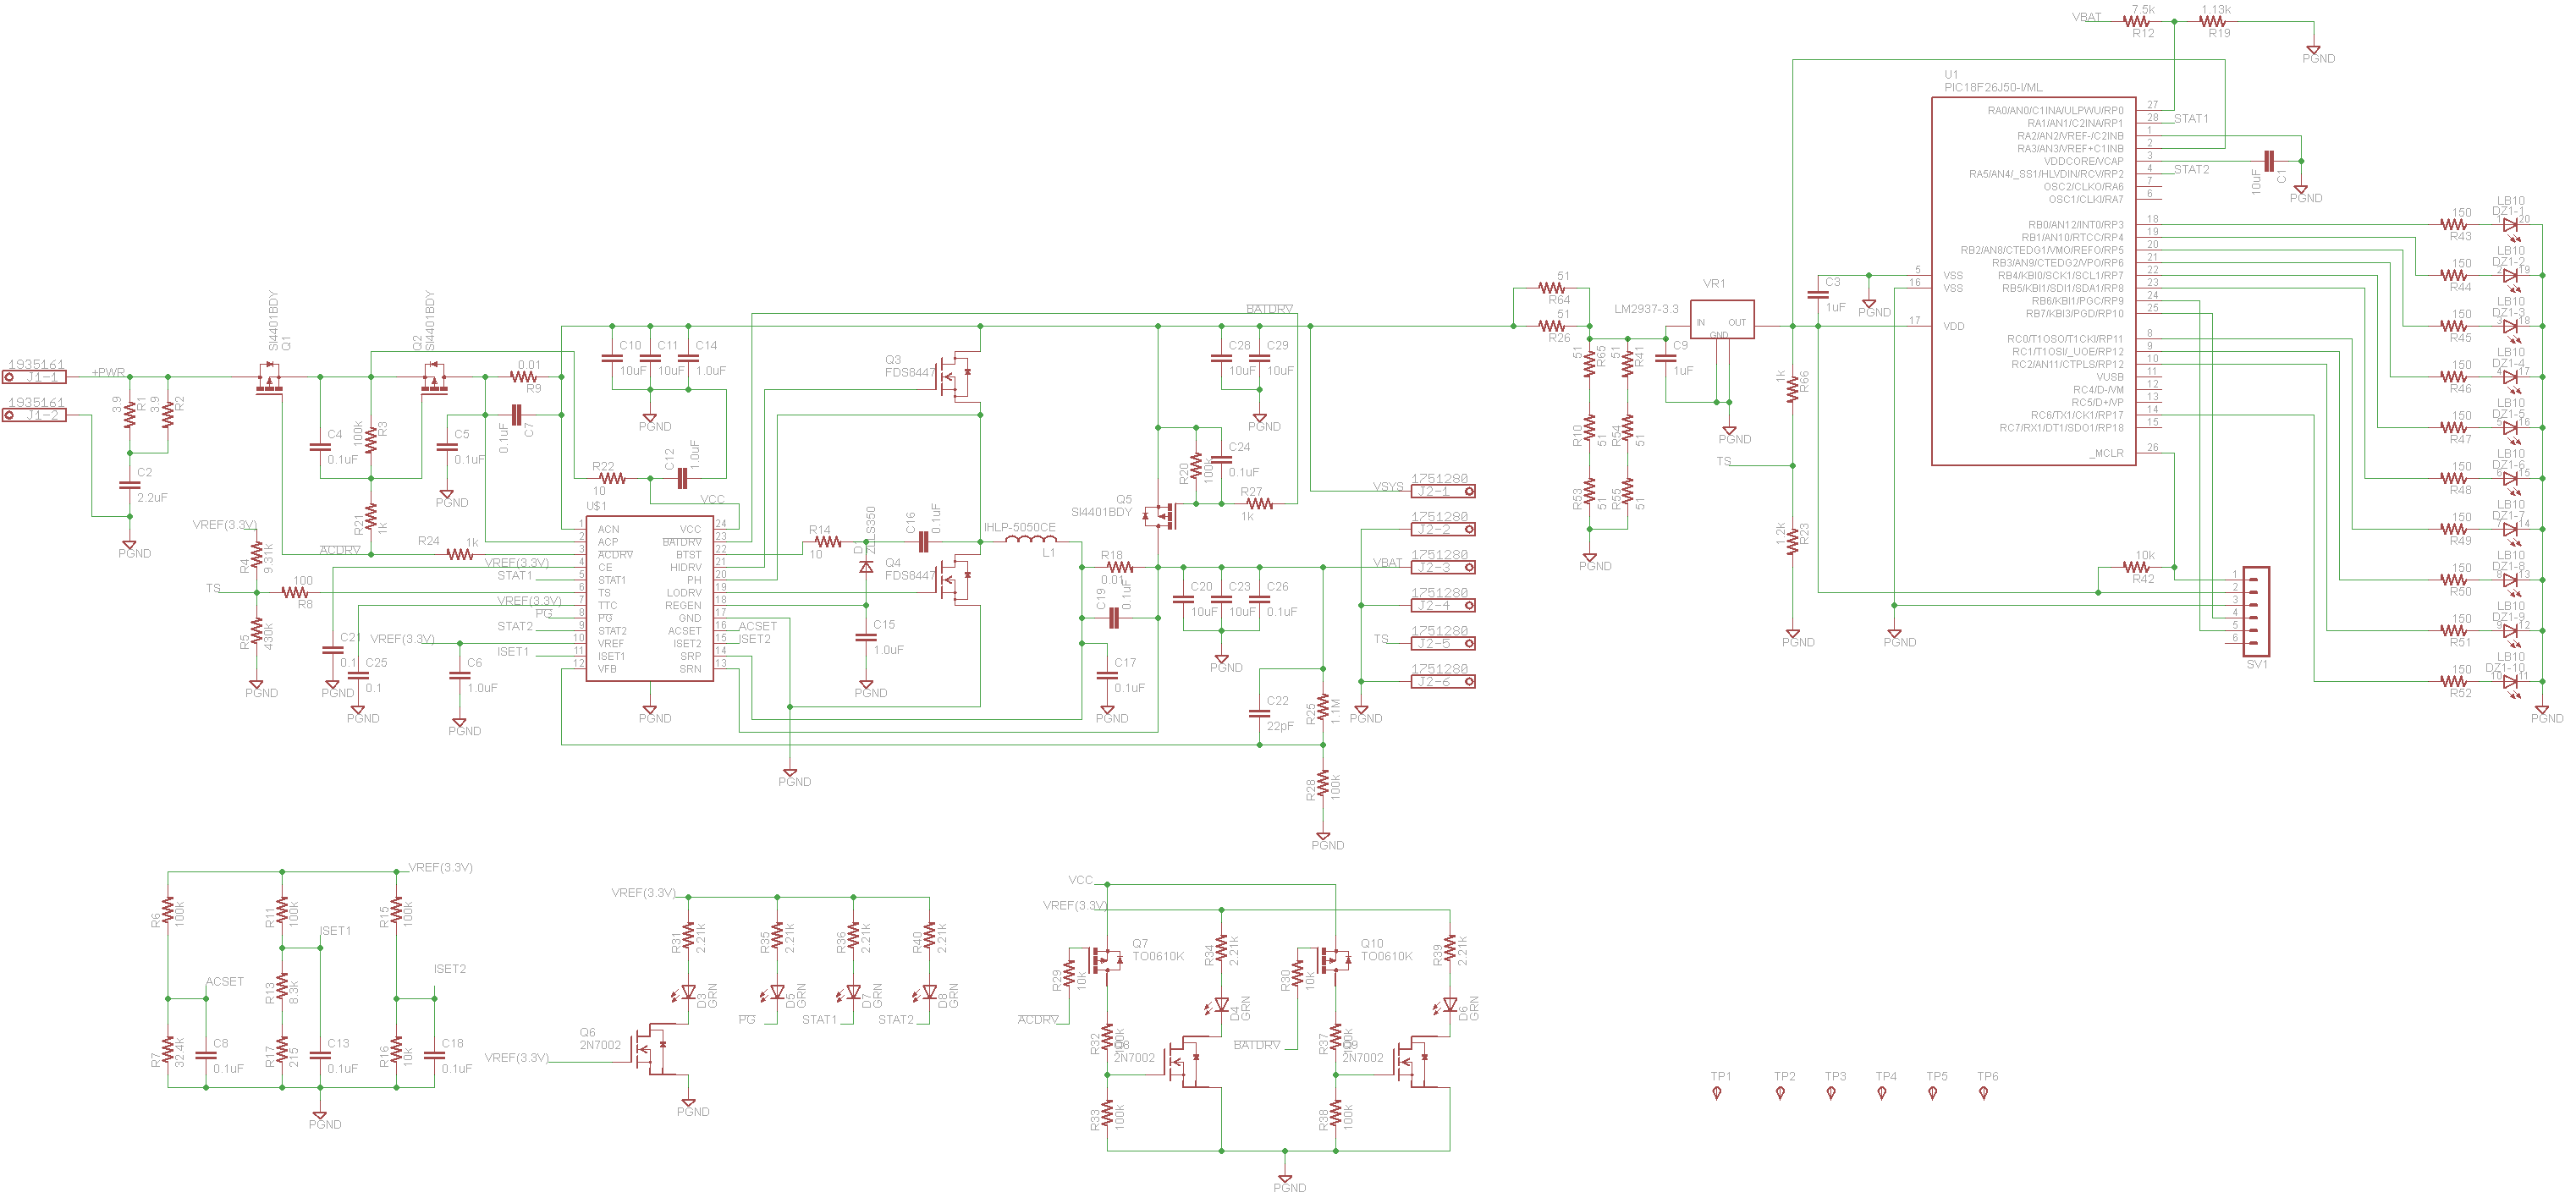 VBAT
7.5k
R12
1.13k
R19
PGND
U1
PIC18F26J50-I/ML
RA0/AN0/C1INA/ULPWU/RP0 27
RA1/AN1/C2INA/RP1 28 STAT1
RA2/AN2/VREF-/C2INB 1
RA3/AN3/VREF+C1INB 2
VDDCORE/VCAP 3
RA5/AN4/_SS1/HLVDIN/RCV/RP2 4 STAT2
OSC2/CLKO/RA6 7
OSC1/CLKI/RA7 6
RB0/AN12/INT0/RP3 18
RB1/AN10/RTCC/RP4 19
RB2/AN8/CTEDG1/VMO/REFO/RP5 20
RB3/AN9/CTEDG2/VPO/RP6 21
RB4/KBI0/SCK1/SCL1/RP7 22
RB5/KBI1/SDI1/SDA1/RP8 23
RB6/KBI1/PGC/RP9 24
RB7/KBI3/PGD/RP10 25
RC0/T1OSO/T1CKI/RP11 8
RC1/T1OSI/_UOE/RP12 9
RC2/AN11/CTPLS/RP12 10
VUSB 11
RC4/D-/VM 12
RC5/D+/VP 13
RC6/TX1/CK1/RP17 14
RC7/RX1/DT1/SDO1/RP18 15
_MCLR 26
5 VSS
16 VSS
17 VDD
10uF
C1
PGND
150 R43 LB10 DZ1-1 1 20
150 R44 LB10 DZ1-2 2 19
150 R45 LB10 DZ1-3 3 18
150 R46 LB10 DZ1-4 4 17
150 R47 LB10 DZ1-5 5 16
150 R48 LB10 DZ1-6 6 15
150 R49 LB10 DZ1-7 7 14
150 R50 LB10 DZ1-8 8 13
150 R51 LB10 DZ1-9 9 12
150 R52 LB10 DZ1-10 10 11
PGND
10k
R42
1
2
3
4
5
6
SV1
PGND
C3
1uF
PGND
VR1
LM2937-3.3
IN OUT
GND
C9
1uF
PGND
51
R64
51
R26
51
R65
51
R41
R10
51
R54
51
R53
51
R55
51
PGND
1k
R66
TS
1.2k
R23
PGND
1935161
J1-1
+PWR
1935161
J1-2
3.9
R1
3.9
R2
C2
2.2uF
PGND
SI4401BDY
Q1
Q2
SI4401BDY
C4
0.1uF
100k
R3
C5
0.1uF
PGND
0.01
R9
0.1uF
C7
R21
1k
ACDRV
R24
1k
VREF(3.3V)
R4
9.31k
TS
100
R8
R5
430k
PGND
C10
10uF
C11
10uF
C14
1.0uF
PGND
R22
10
C12
1.0uF
VCC
U$1
1 ACN
2 ACP
3 ACDRV
4 CE
5 STAT1
6 TS
7 TTC
8 PG
9 STAT2
10 VREF
11 ISET1
12 VFB
VCC 24
BATDRV 23
BTST 22
HIDRV 21
PH 20
LODRV 19
REGEN 18
GND 17
ACSET 16
ISET2 15
SRP 14
SRN 13
VREF(3.3V)
STAT1
VREF(3.3V)
PG
STAT2
VREF(3.3V)
ISET1
ACSET
ISET2
C21
0.1
PGND
C25
0.1
PGND
C6
1.0uF
PGND
PGND
Q3
FDS8447
R14
10
ZLLS350
C16
0.1uF
Q4
FDS8447
C15
1.0uF
PGND
PGND
IHLP-5050CE
L1
R18
0.01
C19
0.1uF
C17
0.1uF
PGND
BATDRV
C28
10uF
C29
10uF
PGND
R20
100k
C24
0.1uF
R27
1k
Q5
SI4401BDY
C20
10uF
C23
10uF
C26
0.1uF
PGND
C22
22pF
R25
1.1M
R28
100k
PGND
VSYS
1751280
J2-1
1751280
J2-2
VBAT
1751280
J2-3
1751280
J2-4
TS
1751280
J2-5
1751280
J2-6
PGND
VREF(3.3V)
R6
100k
R11
100k
R15
100k
ISET1
ISET2
ACSET
R13
8.3k
R7
32.4k
C8
0.1uF
R17
215
C13
0.1uF
R16
10k
C18
0.1uF
PGND
VREF(3.3V)
R31
2.21k
R35
2.21k
R36
2.21k
R40
2.21k
D3
GRN
D5
GRN
D7
GRN
D8
GRN
PG
STAT1
STAT2
Q6
2N7002
VREF(3.3V)
PGND
VCC
VREF(3.3V)
Q7
TO0610K
R29
10k
ACDRV
R34
2.21k
D4
GRN
R32
2N7002
R33
100k
Q10
TO0610K
R30
10k
BATDRV
R39
2.21k
D6
GRN
R37
2N7002
R38
100k
PGND
TP1
TP2
TP3
TP4
TP5
TP6